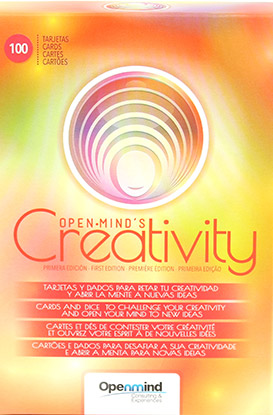 100
TARJETAS
CARDS
CARTES
CARTÕES
OPEN·MIND'S
Creativity
PRIMERA EDICIÓN · FIRST EDITION · PREMIÈRE ÉDITION · PRIMEIRA EDIÇÃO
TARJETAS Y DADOS PARA RETAR TU CREATIVIDAD
Y ABRIR LA MENTE A NUEVAS IDEAS
CARDS AND DICE TO CHALLENGE YOUR CREATIVITY
AND OPEN YOUR MIND TO NEW IDEAS
CARTES ET DÉS DE CONTESTER VOTRE CRÉATIVITÉ
ET OUVREZ VOTRE ESPRIT À DE NOUVELLES IDÉES
CARTÕES E DADOS PARA DESAFIAR A SUA CRIATIVIDADE
E ABRIR A MENTA PARA NOVAS IDÉIAS
Openmind
Consulting &
Experiences